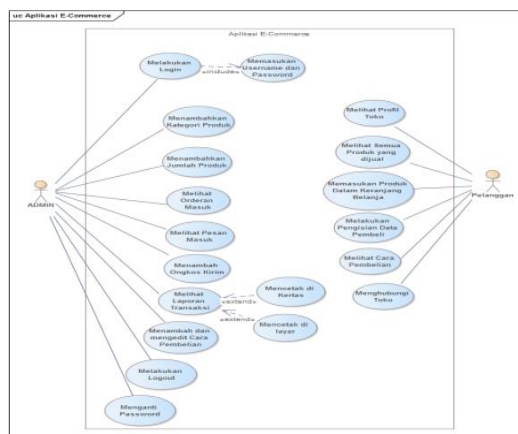 uc Aplikasi E-Commerce
Aplikasi E-Commerce
Melakukan
Login
«include»
Memasukan
Username dan
Password
Menambahkan
Kategori Produk
Menambahkan
Jumlah Produk
Melihat
Orderan
Masuk
Melihat Pesan
Masuk
Menambah
Ongkos Kirim
Melihat
Laporan
Transaksi
«extend»
Mencetak di
Kertas
«extend»
Mencetak di
layar
Menambah dan
mengedit Cara
Pembelian
Melakukan
Logout
Menganti
Password
ADMIN
Melihat Profil
Toko
Melihat Semua
Produk yang
dijual
Memasukan Produk
Dalam Keranjang
Belanja
Melakukan
Pengisian Data
Pembeli
Melihat Cara
Pembelian
Menghubungi
Toko
Pelanggan